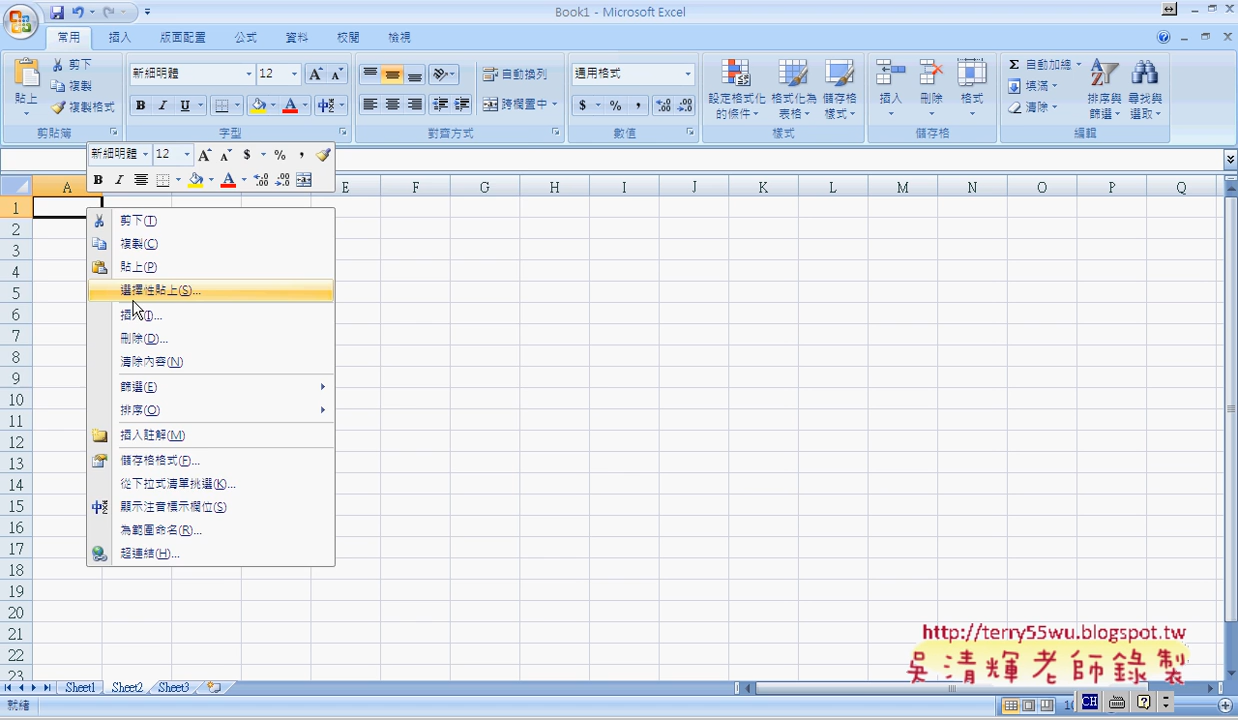 Book1 - Microsoft Excel
常用 插入 版面配置 公式 資料 校閱 檢視
貼上 剪下 複製 複製格式 剪貼簿
新細明體 12 B I U A 中 字型
自動換列 跨欄置中 對齊方式
通用格式 $ % , 數值
設定格式化的條件 格式化為表格 儲存格樣式 樣式
插入 刪除 格式 儲存格
Σ 自動加總 填滿 清除 排序與篩選 尋找與選取 編輯
新細明體 12 A A $ % ,
B I A
A E F G H I J K L M N O P Q
1
2
3
4
5
6
7
8
9
10
11
12
13
14
15
16
17
18
19
20
21
22
23
剪下(T)
複製(C)
貼上(P)
選擇性貼上(S)...
插入(I)...
刪除(D)...
清除內容(N)
篩選(E)
排序(O)
插入註解(M)
儲存格格式(F)...
從下拉式清單挑選(K)...
顯示注音標示欄位(S)
為範圍命名(R)...
超連結(H)...
http://terry55wu.blogspot.tw
吳清輝老師錄製
Sheet1 Sheet2 Sheet3
就緒 CH